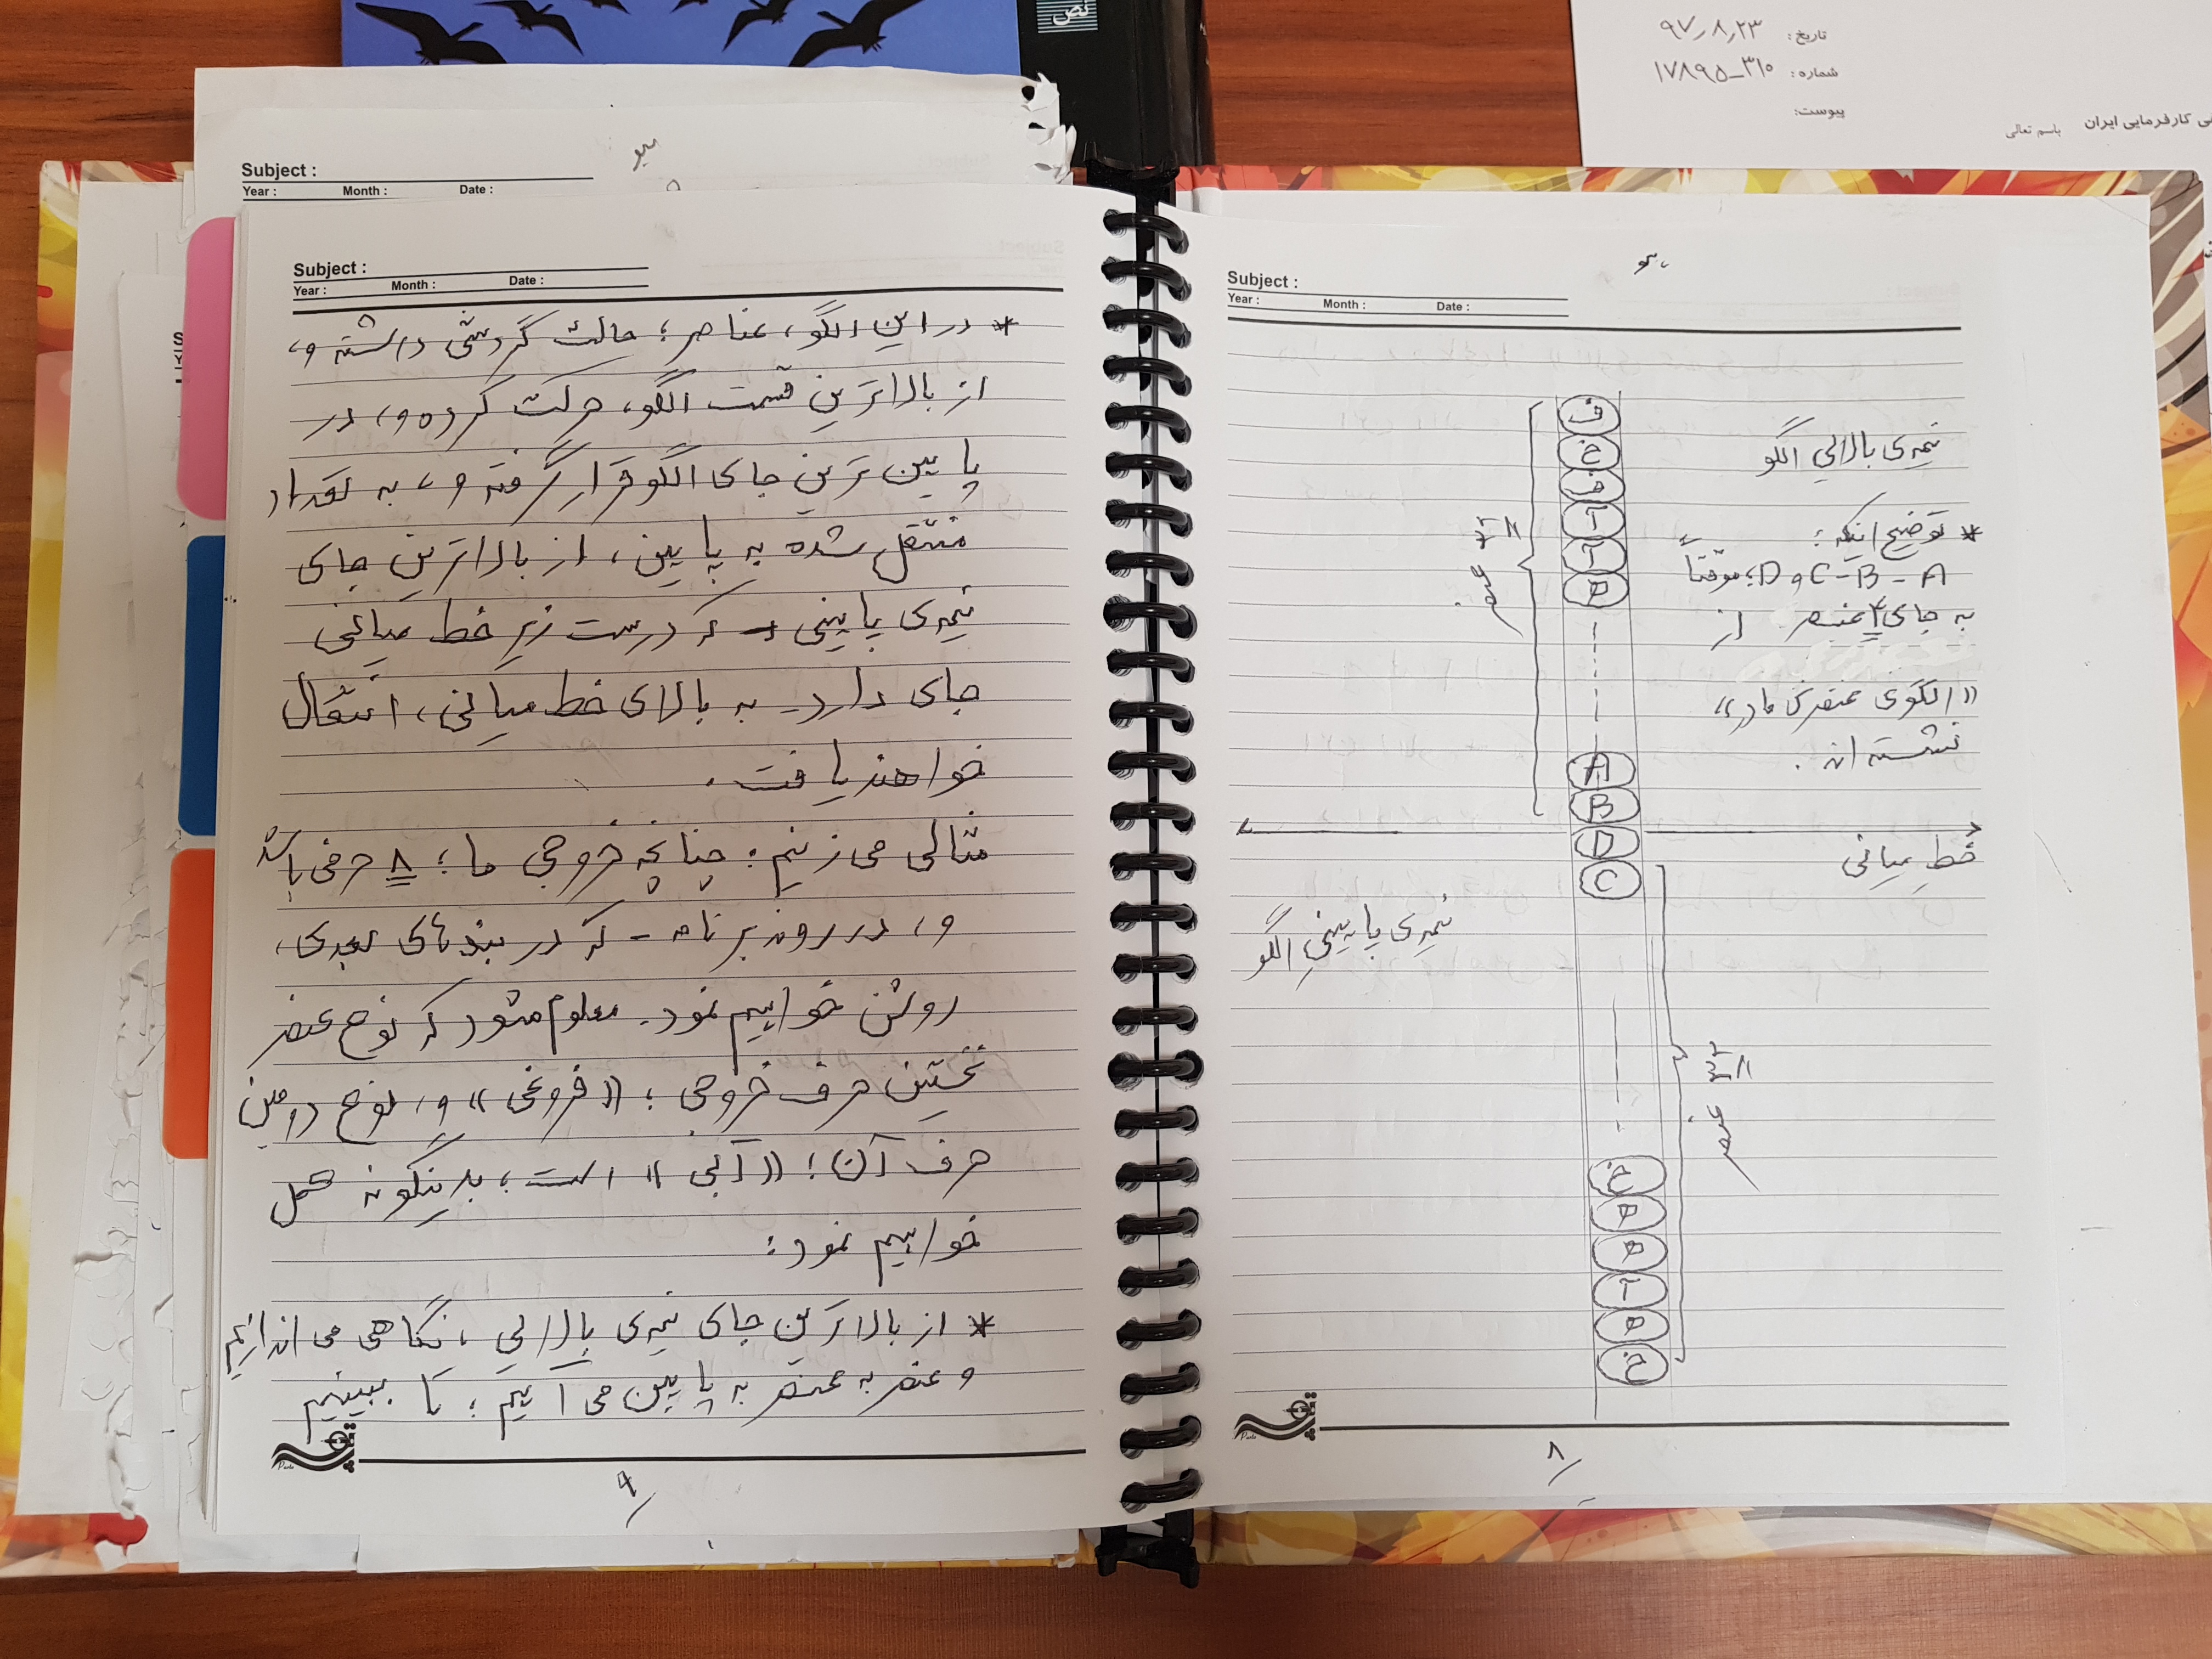 نص
تاریخ: ۹۷٫۸٫۲۳
شماره: ۳۱۰_۱۷۸۹۵
پیوست:
باسم تعالی
کارفرمایی ایران
Subject :
Year : Month : Date :
Subject :
Year : Month : Date :
نیمه‌ی بالایی الگو
* توضیح اینکه؛
A - B - C و D؛ موقتاً
به جای ۴ عنصر از
«الگوی عنصری مادر»
نشسته اند.
ف
خ
ف
آ
آ
ه
A
B
D
C
خط میانی
عنصر
نیمه‌ی پایینیِ الگو
عنصر
خ
ه
ه
آ
ه
خ
۸
Subject :
Year : Month : Date :
* در این الگو، عناصر؛ حالت گردشی داشته و،
از بالاترین قسمت الگو، حرکت کرده و، در
پایین ترین جای الگو قرار گرفته و، به تعداد
منتقل شده به پایین، از بالاترین جای
نیمه‌ی پایینی - که درست زیر خط میانی
جای دارد - به بالای خط میانی، انتقال
خواهند یافت.
مثالی می زنیم: چنانچه خروجی ما؛ ۸ حرفی باشد
و، در روند برنامه - که در بندهای بعدی،
روشن خواهیم نمود - معلوم شود که نوع عنصر
نخستین حرف خروجی؛ «فروغی» و، نوع دومین
حرف آن؛ «آبی» است؛ بدینگونه عمل
خواهیم نمود:
* از بالاترین جای نیمه‌ی بالایی، نگاهی می اندازیم
و عنصر به عنصر به پایین می آییم؛ تا ببینیم
۹